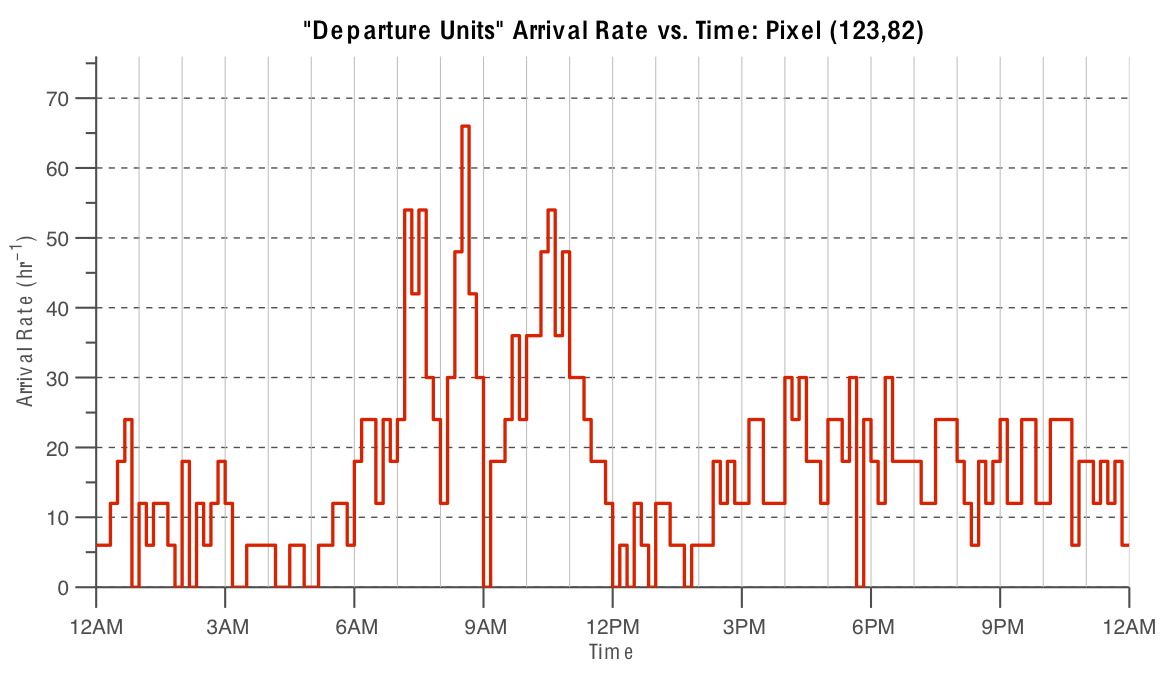 "Departure Units" Arrival Rate vs. Time: Pixel (123,82)
Arrival Rate (hr⁻¹)
70
60
50
40
30
20
10
0
12AM 3AM 6AM 9AM 12PM 3PM 6PM 9PM 12AM
Time